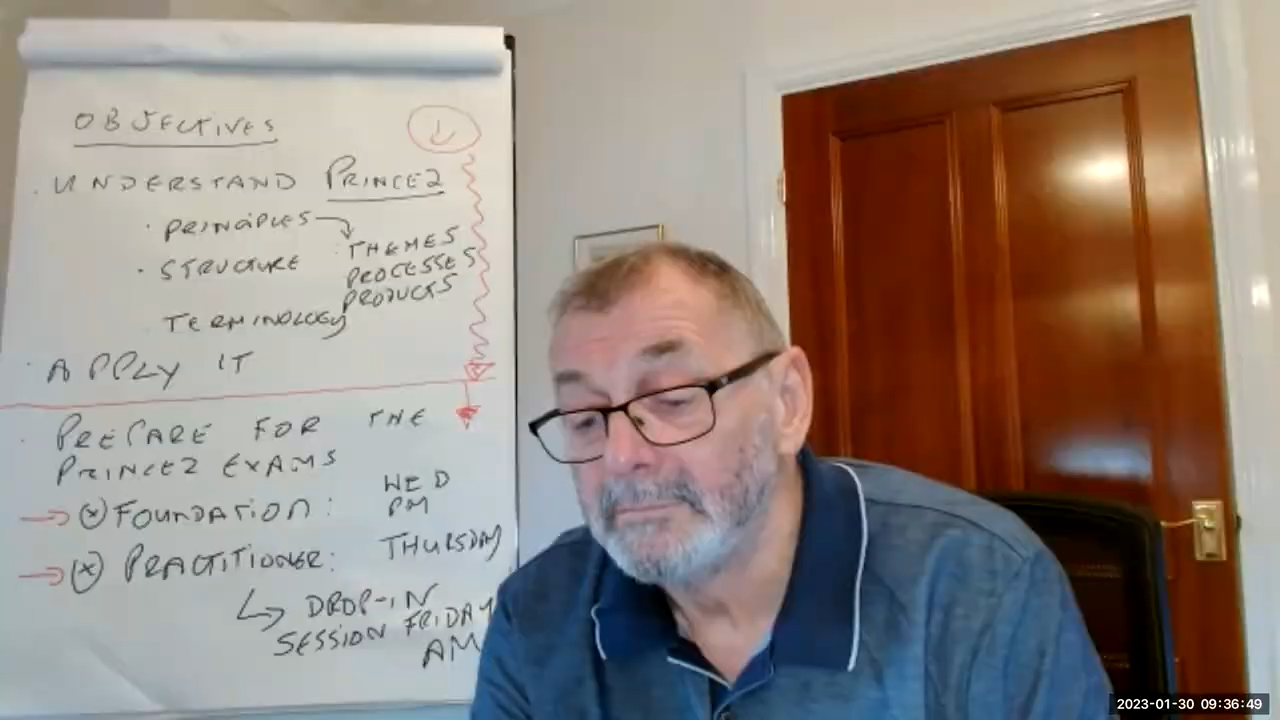 OBJECTIVES
. UNDERSTAND PRINCE2
. PRINCIPLES
. STRUCTURE
THEMES
PROCESSES
PRODUCTS
TERMINOLOGY
. APPLY IT
. PREPARE FOR THE
PRINCE2 EXAMS
FOUNDATION : WED
PM
PRACTITIONER: THURSDAY
DROP-IN
SESSION FRIDAY
AM
2023-01-30 09:36:49